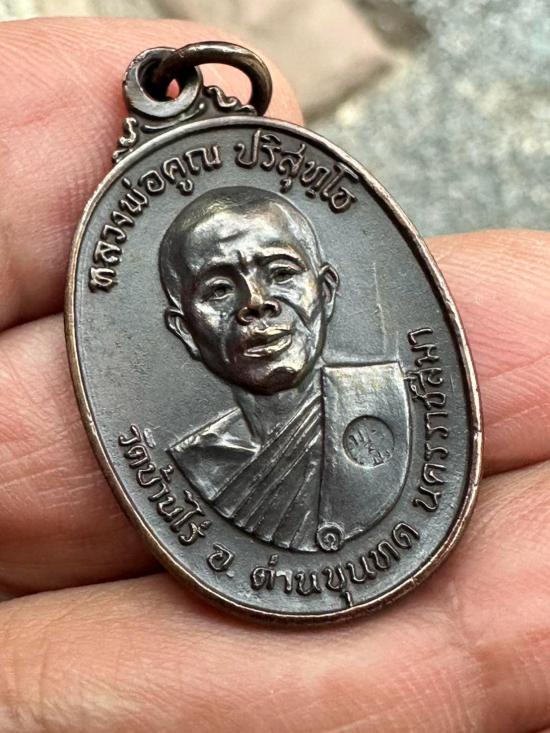 หลวงพ่อคูณ ปริสุทฺโธ
วัดบ้านไร่ อ. ด่านขุนทด นครราชสีมา
๑